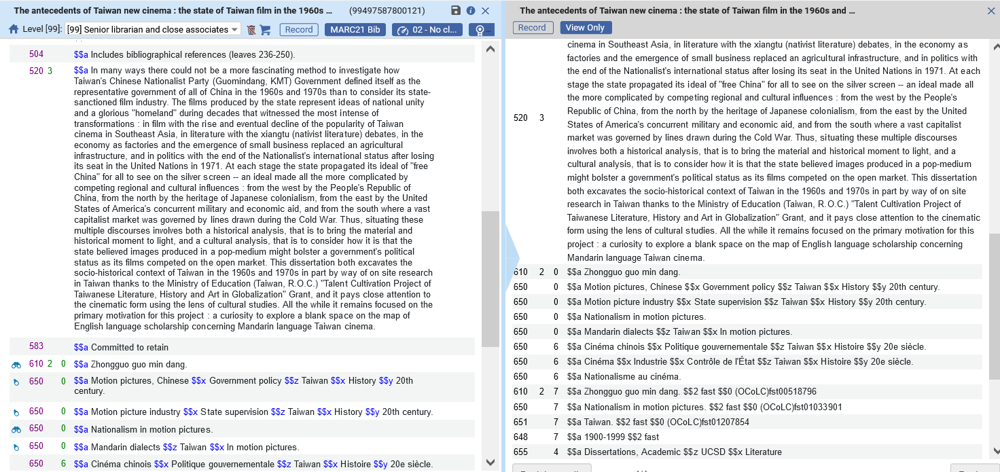 The antecedents of Taiwan new cinema : the state of Taiwan film in the 1960s ... (99497587800121)
Level [99]: [99] Senior librarian and close associates Record MARC21 Bib 02 - No cl...
504 $$a Includes bibliographical references (leaves 236-250).
520 3 $$a In many ways there could not be a more fascinating method to investigate how
Taiwan's Chinese Nationalist Party (Guomindang, KMT) Government defined itself as the
representative government of all of China in the 1960s and 1970s than to consider its state-
sanctioned film industry. The films produced by the state represent ideas of national unity
and a glorious "homeland" during decades that witnessed the most intense of
transformations : in film with the rise and eventual decline of the popularity of Taiwan
cinema in Southeast Asia, in literature with the xiangtu (nativist literature) debates, in the
economy as factories and the emergence of small business replaced an agricultural
infrastructure, and in politics with the end of the Nationalist's international status after losing
its seat in the United Nations in 1971. At each stage the state propagated its ideal of "free
China" for all to see on the silver screen -- an ideal made all the more complicated by
competing regional and cultural influences : from the west by the People's Republic of
China, from the north by the heritage of Japanese colonialism, from the east by the United
States of America's concurrent military and economic aid, and from the south where a vast
capitalist market was governed by lines drawn during the Cold War. Thus, situating these
multiple discourses involves both a historical analysis, that is to bring the material and
historical moment to light, and a cultural analysis, that is to consider how it is that the
state believed images produced in a pop-medium might bolster a government's political
status as its films competed on the open market. This dissertation both excavates the
socio-historical context of Taiwan in the 1960s and 1970s in part by way of on site research
in Taiwan thanks to the Ministry of Education (Taiwan, R.O.C.) "Talent Cultivation Project of
Taiwanese Literature, History and Art in Globalization" Grant, and it pays close attention to
the cinematic form using the lens of cultural studies. All the while it remains focused on the
primary motivation for this project : a curiosity to explore a blank space on the map of
English language scholarship concerning Mandarin language Taiwan cinema.
583 $$a Committed to retain
610 2 0 $$a Zhongguo guo min dang.
650 0 $$a Motion pictures, Chinese $$x Government policy $$z Taiwan $$x History $$y 20th
century.
650 0 $$a Motion picture industry $$x State supervision $$z Taiwan $$x History $$y 20th century.
650 0 $$a Nationalism in motion pictures.
650 0 $$a Mandarin dialects $$z Taiwan $$x In motion pictures.
650 6 $$a Cinéma chinois $$x Politique gouvernementale $$z Taiwan $$x Histoire $$y 20e siècle.
The antecedents of Taiwan new cinema : the state of Taiwan film in the 1960s and ...
Record View Only
cinema in Southeast Asia, in literature with the xiangtu (nativist literature) debates, in the economy as
factories and the emergence of small business replaced an agricultural infrastructure, and in politics with
the end of the Nationalist's international status after losing its seat in the United Nations in 1971. At each
stage the state propagated its ideal of "free China" for all to see on the silver screen -- an ideal made all
the more complicated by competing regional and cultural influences : from the west by the People's
Republic of China, from the north by the heritage of Japanese colonialism, from the east by the United
520 3 States of America's concurrent military and economic aid, and from the south where a vast capitalist
market was governed by lines drawn during the Cold War. Thus, situating these multiple discourses
involves both a historical analysis, that is to bring the material and historical moment to light, and a
cultural analysis, that is to consider how it is that the state believed images produced in a pop-medium
might bolster a government's political status as its films competed on the open market. This dissertation
both excavates the socio-historical context of Taiwan in the 1960s and 1970s in part by way of on site
research in Taiwan thanks to the Ministry of Education (Taiwan, R.O.C.) "Talent Cultivation Project of
Taiwanese Literature, History and Art in Globalization" Grant, and it pays close attention to the cinematic
form using the lens of cultural studies. All the while it remains focused on the primary motivation for this
project : a curiosity to explore a blank space on the map of English language scholarship concerning
Mandarin language Taiwan cinema.
610 2 0 $$a Zhongguo guo min dang.
650 0 $$a Motion pictures, Chinese $$x Government policy $$z Taiwan $$x History $$y 20th century.
650 0 $$a Motion picture industry $$x State supervision $$z Taiwan $$x History $$y 20th century.
650 0 $$a Nationalism in motion pictures.
650 0 $$a Mandarin dialects $$z Taiwan $$x In motion pictures.
650 6 $$a Cinéma chinois $$x Politique gouvernementale $$z Taiwan $$x Histoire $$y 20e siècle.
650 6 $$a Cinéma $$x Industrie $$x Contrôle de l'État $$z Taiwan $$x Histoire $$y 20e siècle.
650 6 $$a Nationalisme au cinéma.
610 2 7 $$a Zhongguo guo min dang. $$2 fast $$0 (OCoLC)fst00518796
650 7 $$a Nationalism in motion pictures. $$2 fast $$0 (OCoLC)fst01033901
651 7 $$a Taiwan. $$2 fast $$0 (OCoLC)fst01207854
648 7 $$a 1900-1999 $$2 fast
655 4 $$a Dissertations, Academic $$z UCSD $$x Literature